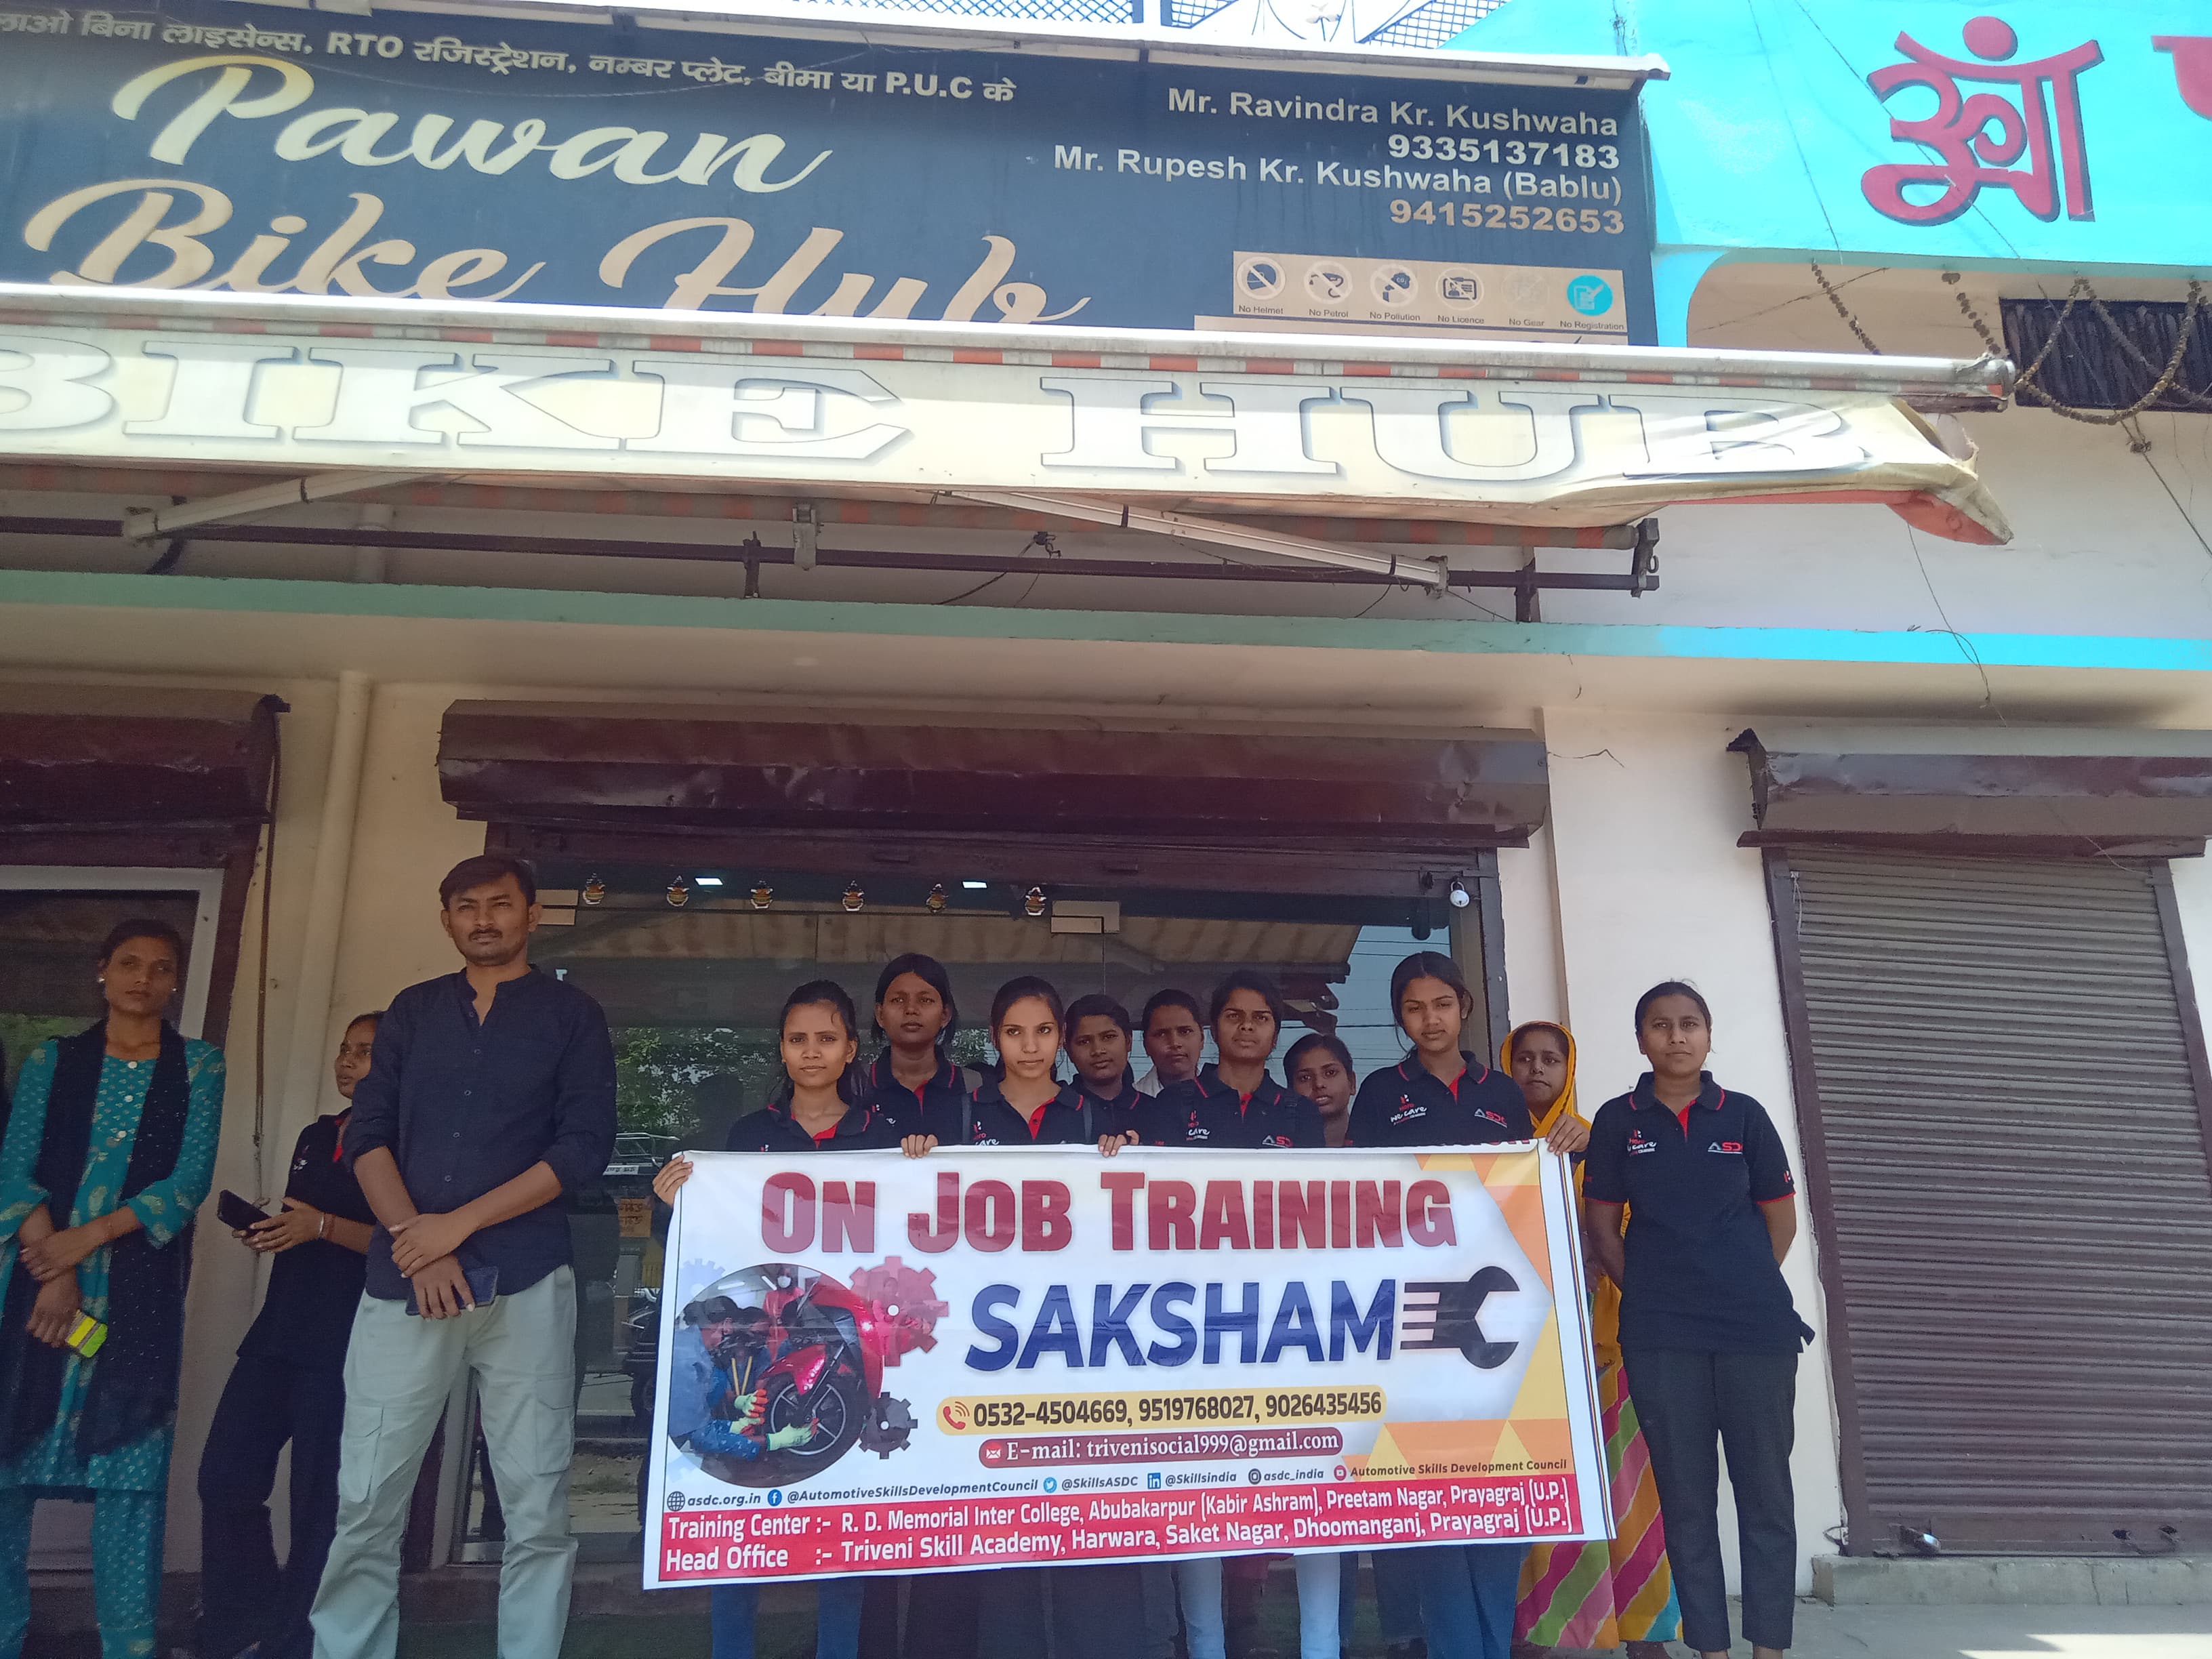 लाओ बिना लाइसेन्स, RTO रजिस्ट्रेशन, नम्बर प्लेट, बीमा या P.U.C के
Pawan
Bike Hub
Mr. Ravindra Kr. Kushwaha
9335137183
Mr. Rupesh Kr. Kushwaha (Bablu)
9415252653
No Helmet No Petrol No Pollution No Licence No Gear No Registration
BIKE HUB
ON JOB TRAINING
SAKSHAM
0532-4504669, 9519768027, 9026435456
E-mail: trivenisocial999@gmail.com
asdc.org.in @AutomotiveSkillsDevelopmentCouncil @SkillsASDC @Skillsindia asdc_india Automotive Skills Development Council
Training Center :- R. D. Memorial Inter College, Abubakarpur (Kabir Ashram), Preetam Nagar, Prayagraj (U.P.)
Head Office :- Triveni Skill Academy, Harwara, Saket Nagar, Dhoomanganj, Prayagraj (U.P.)